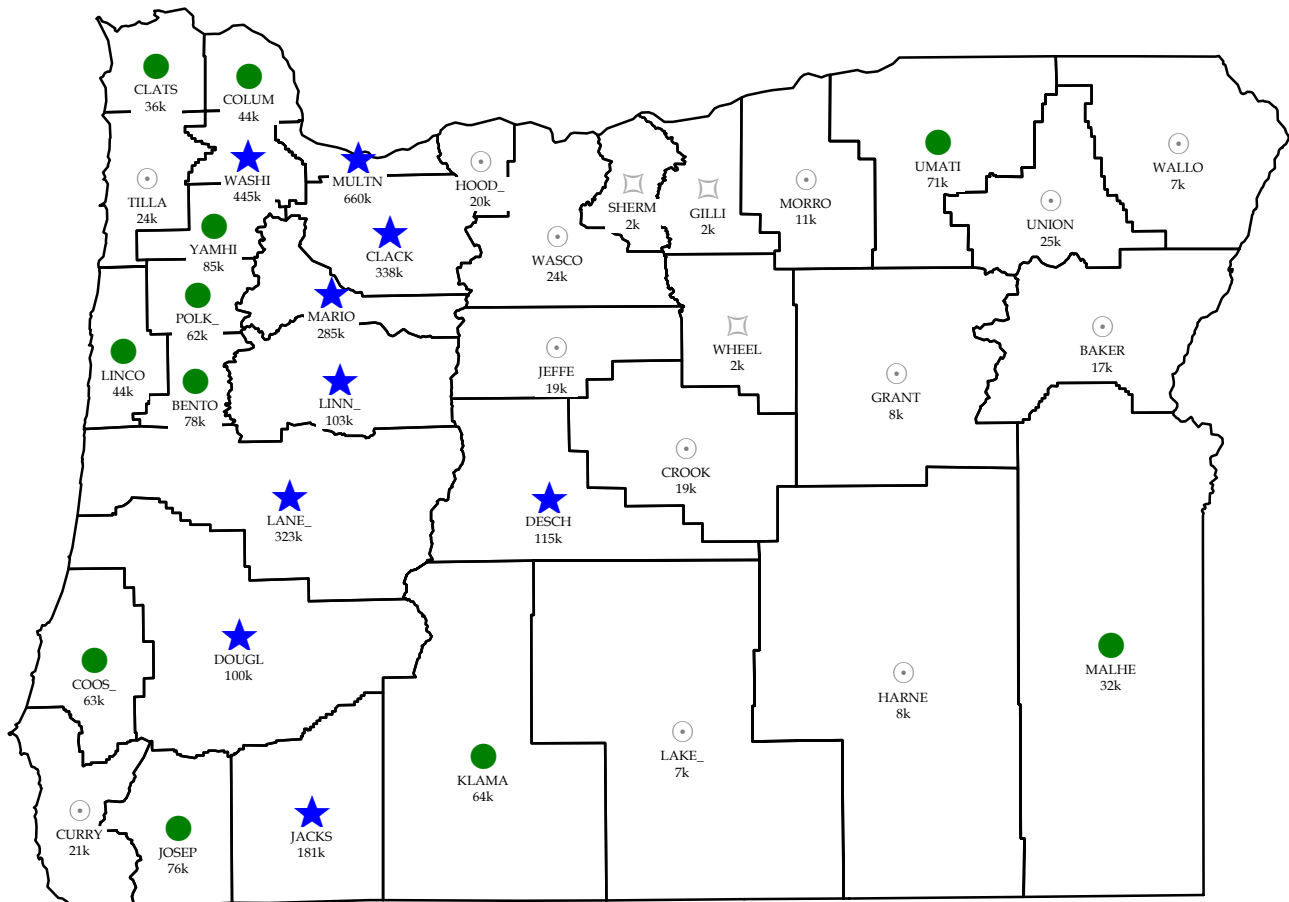 CLATS
36k
COLUM
44k
WASHI
445k
MULTN
660k
HOOD_
20k
TILLA
24k
SHERM
2k
GILLI
2k
MORRO
11k
UMATI
71k
WALLO
7k
UNION
25k
YAMHI
85k
CLACK
338k
WASCO
24k
POLK_
62k
MARIO
285k
LINCO
44k
BENTO
78k
LINN_
103k
JEFFE
19k
WHEEL
2k
GRANT
8k
BAKER
17k
CROOK
19k
LANE_
323k
DESCH
115k
COOS_
63k
DOUGL
100k
HARNE
8k
MALHE
32k
KLAMA
64k
LAKE_
7k
CURRY
21k
JOSEP
76k
JACKS
181k